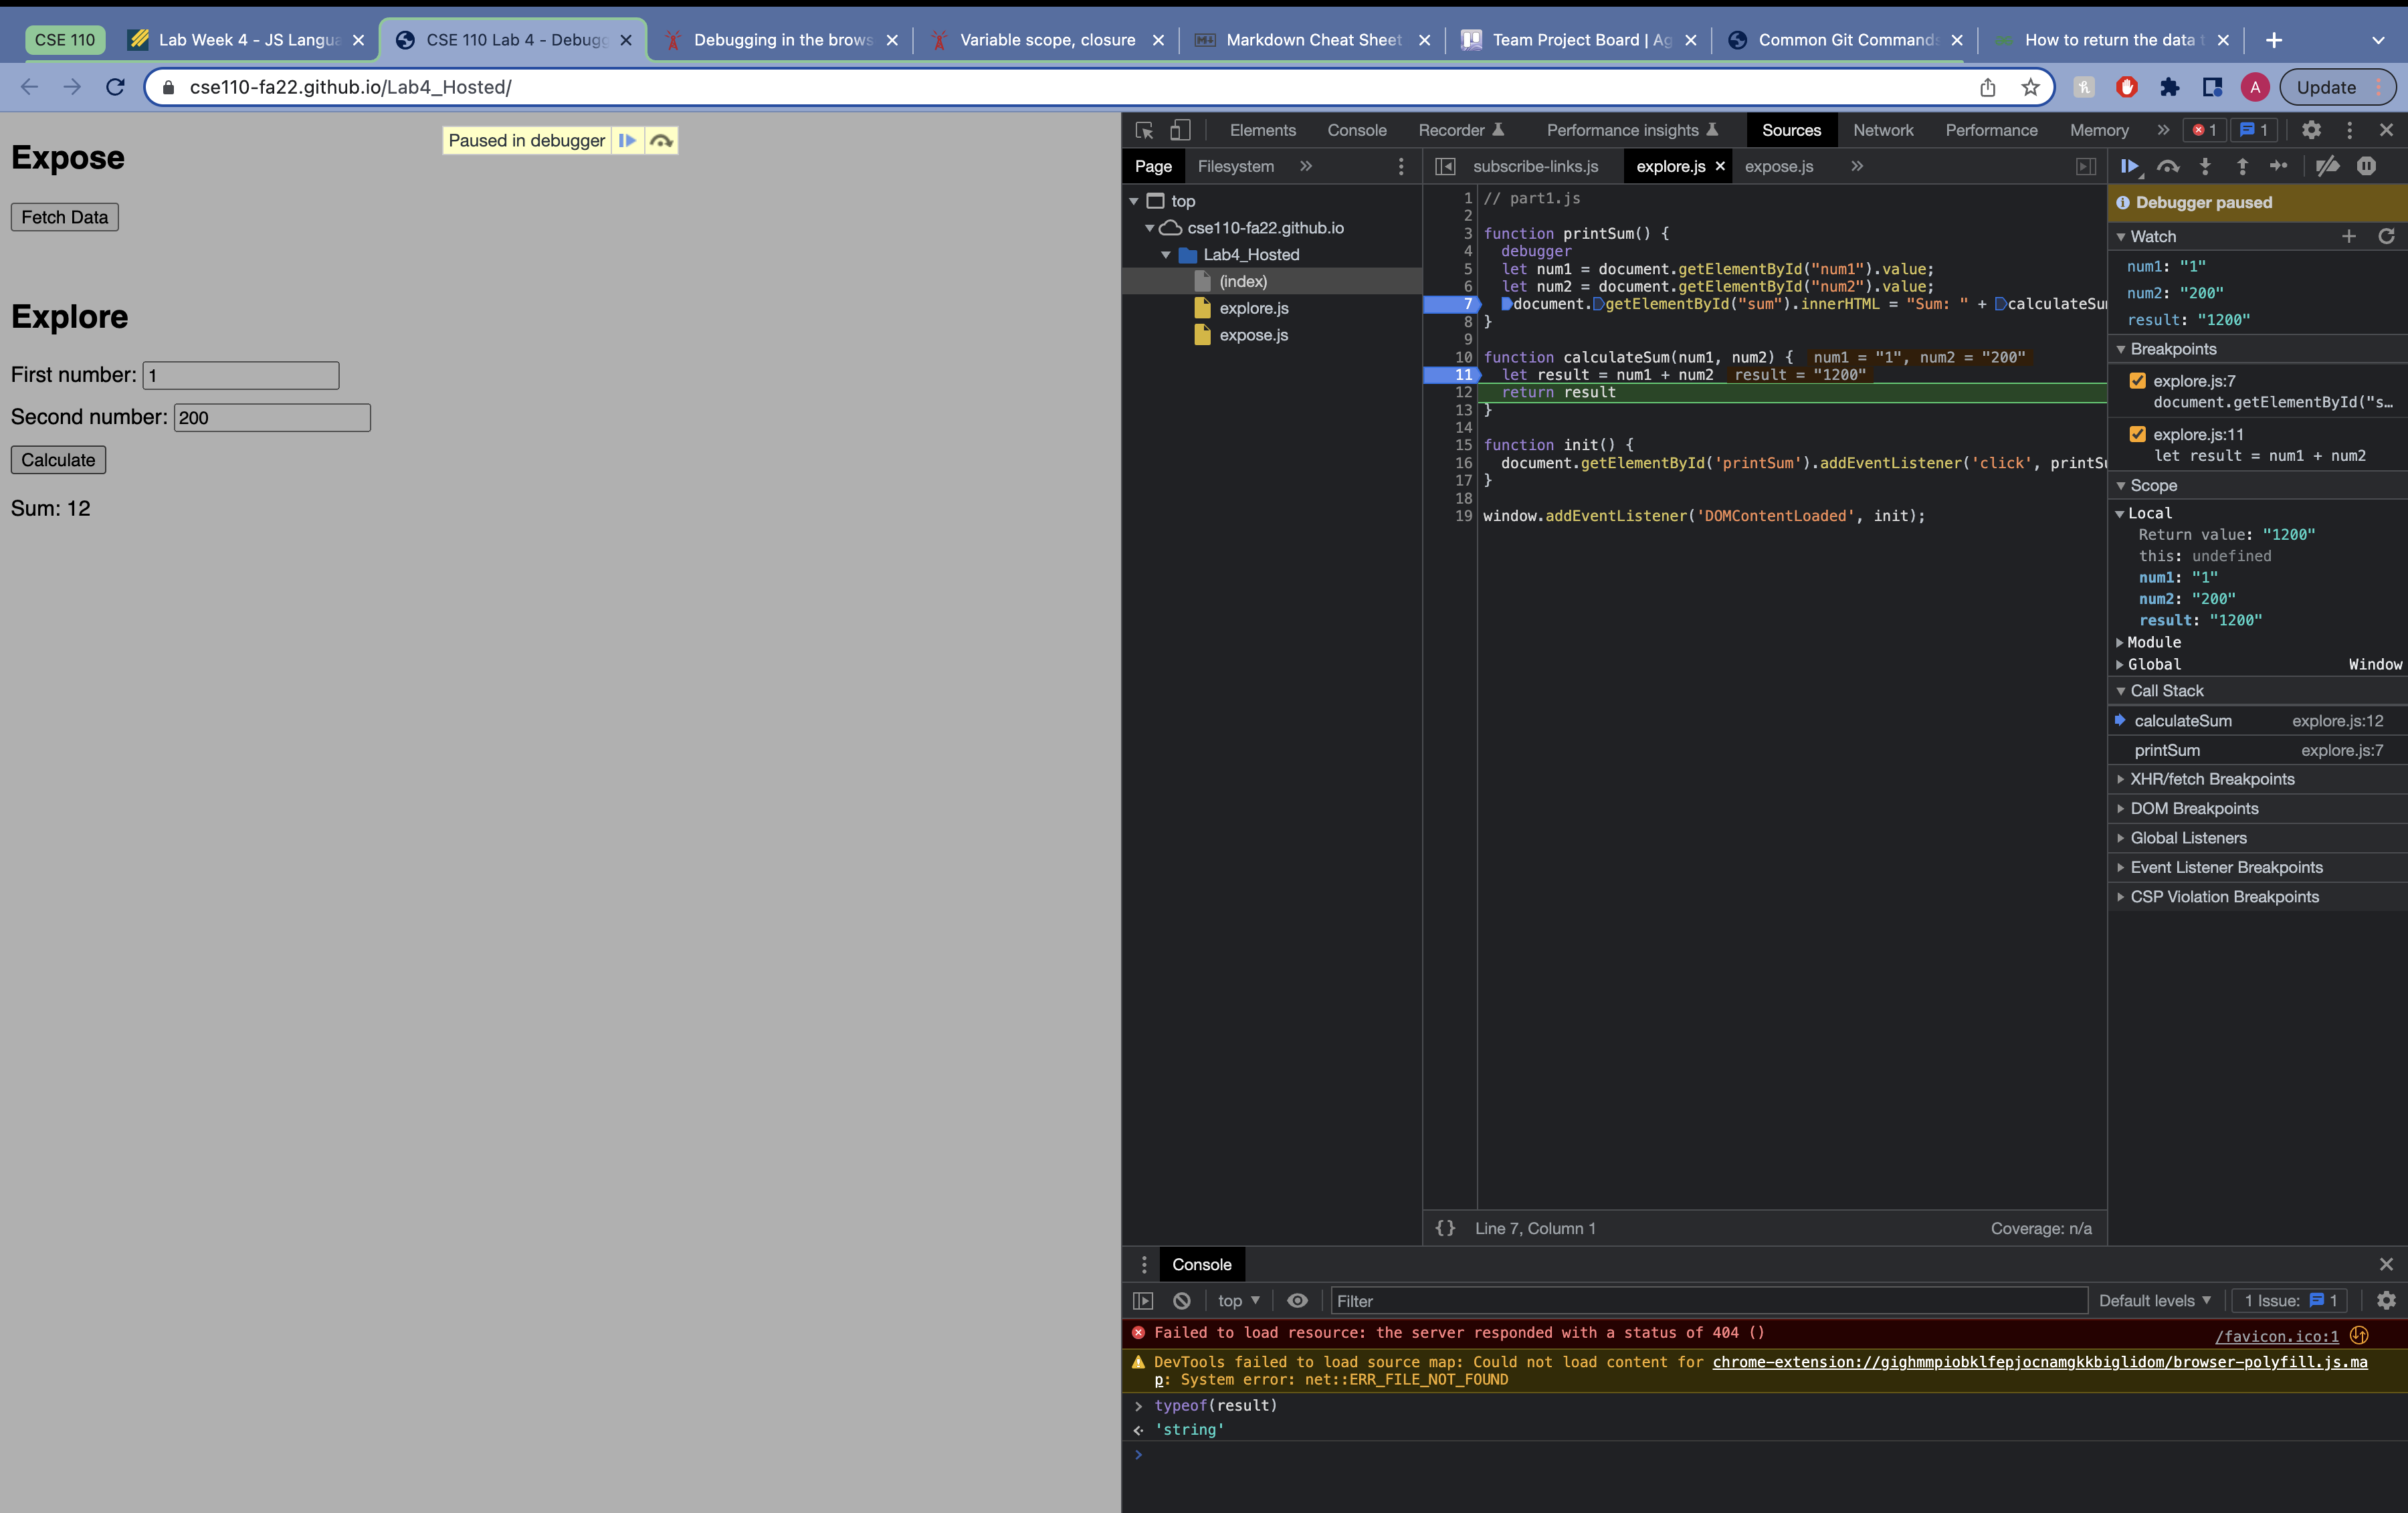 CSE 110
Lab Week 4 - JS Langua
CSE 110 Lab 4 - Debugg
Debugging in the brows
Variable scope, closure
Markdown Cheat Sheet
Team Project Board | Ag
Common Git Commands
How to return the data t
cse110-fa22.github.io/Lab4_Hosted/
A
Update
Paused in debugger
Expose
Fetch Data
Explore
First number: 1
Second number: 200
Calculate
Sum: 12
Elements
Console
Recorder
Performance insights
Sources
Network
Performance
Memory
1
1
Page
Filesystem
top
cse110-fa22.github.io
Lab4_Hosted
(index)
explore.js
expose.js
subscribe-links.js
explore.js
expose.js
1 // part1.js
2
3 function printSum() {
4 debugger
5 let num1 = document.getElementById("num1").value;
6 let num2 = document.getElementById("num2").value;
7 document.getElementById("sum").innerHTML = "Sum: " + calculateSum
8 }
9
10 function calculateSum(num1, num2) { num1 = "1", num2 = "200"
11 let result = num1 + num2 result = "1200"
12 return result
13 }
14
15 function init() {
16 document.getElementById('printSum').addEventListener('click', printSu
17 }
18
19 window.addEventListener('DOMContentLoaded', init);
{} Line 7, Column 1
Coverage: n/a
Debugger paused
Watch
num1: "1"
num2: "200"
result: "1200"
Breakpoints
explore.js:7
document.getElementById("s…
explore.js:11
let result = num1 + num2
Scope
Local
Return value: "1200"
this: undefined
num1: "1"
num2: "200"
result: "1200"
Module
Global Window
Call Stack
calculateSum explore.js:12
printSum explore.js:7
XHR/fetch Breakpoints
DOM Breakpoints
Global Listeners
Event Listener Breakpoints
CSP Violation Breakpoints
Console
top
Filter
Default levels
1 Issue: 1
Failed to load resource: the server responded with a status of 404 () /favicon.ico:1
DevTools failed to load source map: Could not load content for chrome-extension://gighmmpiobklfepjocnamgkkbiglidom/browser-polyfill.js.ma
p: System error: net::ERR_FILE_NOT_FOUND
> typeof(result)
'string'
>